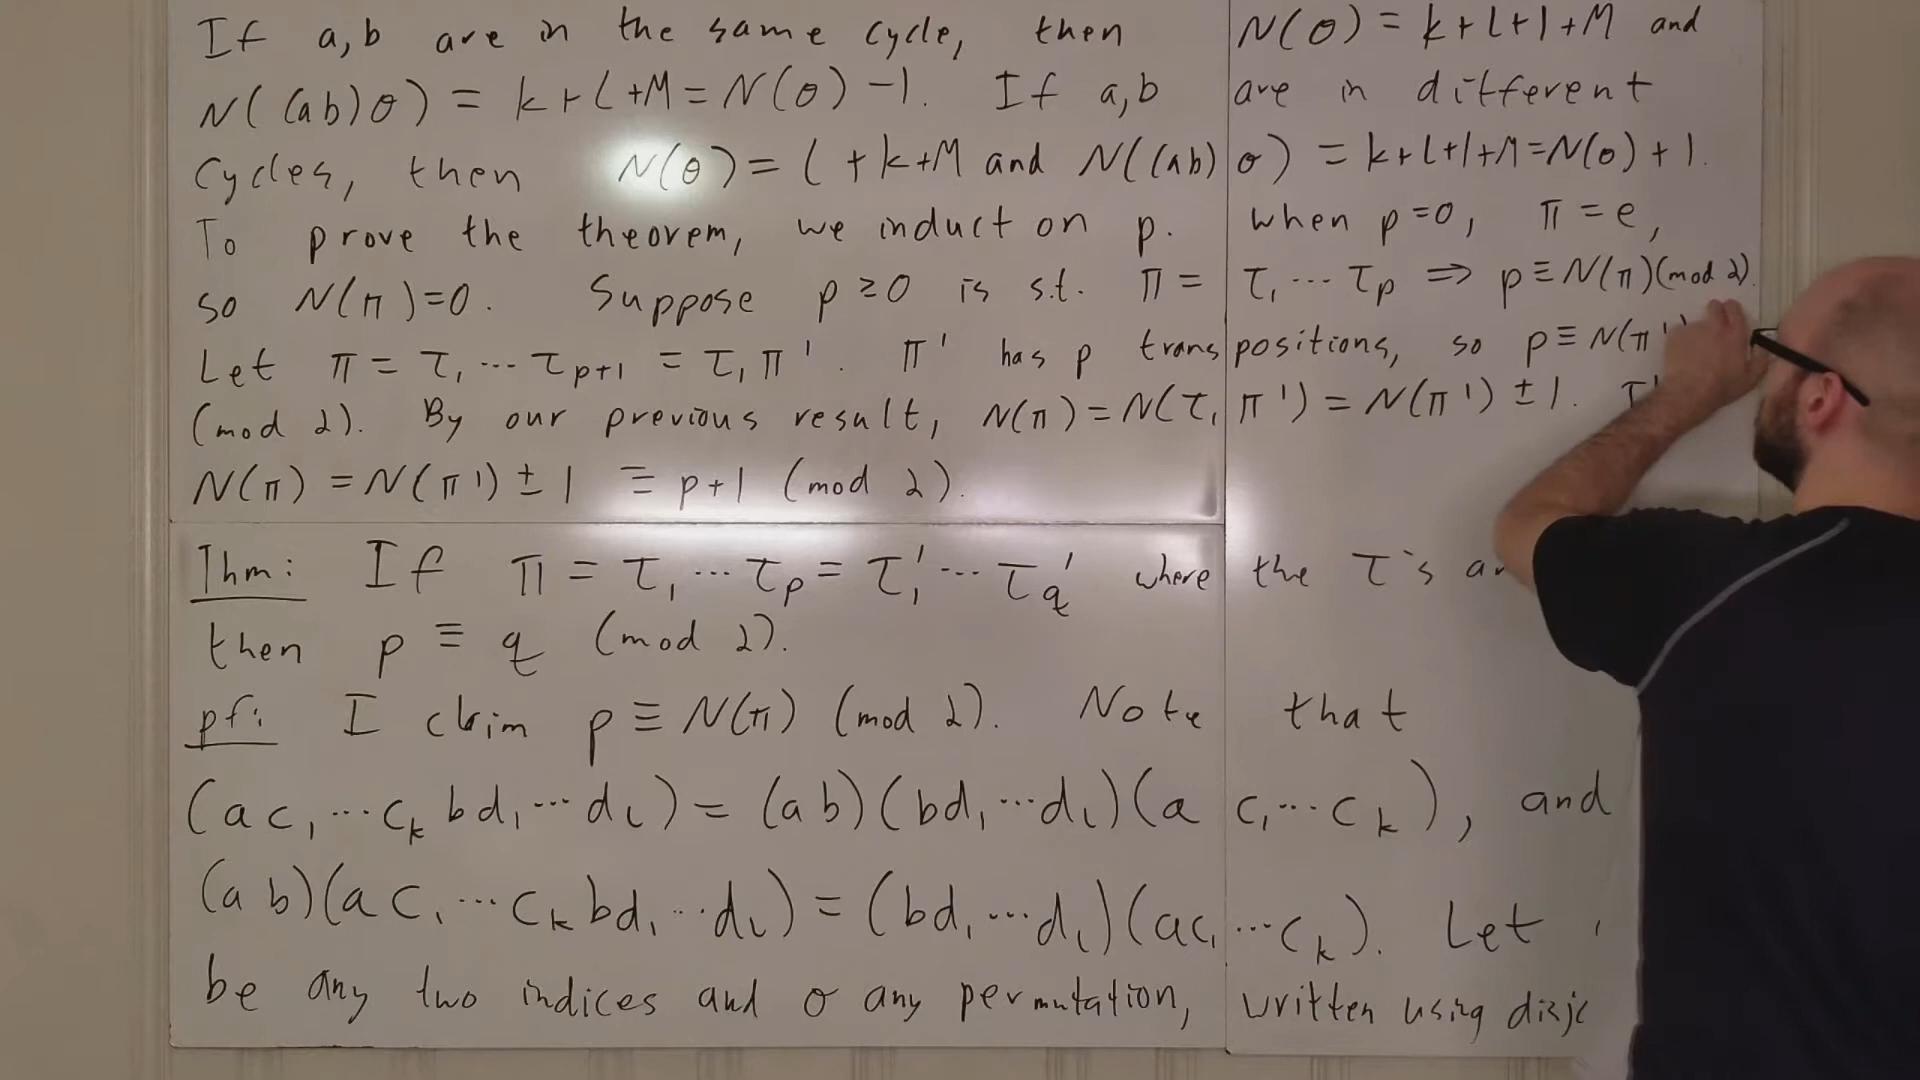 If a,b are in the same cycle, then N(σ) = k+l+1+M and
N((ab)σ) = k+l+M = N(σ) -1. If a,b are in different
cycles, then N(σ) = l+k+M and N((ab)σ) = k+l+1+M = N(σ)+1.
To prove the theorem, we induct on p. When p=0, π = e,
so N(π)=0. Suppose p≥0 is s.t. π = τ₁ ⋯ τₚ ⟹ p ≡ N(π)(mod 2).
Let π = τ₁ ⋯ τₚ₊₁ = τ₁π'. π' has p transpositions, so p ≡ N(π')
(mod 2). By our previous result, N(π) = N(τ₁π') = N(π') ±1.
N(π) = N(π') ± 1 ≡ p+1 (mod 2).
Thm: If π = τ₁ ⋯ τₚ = τ₁' ⋯ τ_q' where the τ's
then p ≡ q (mod 2).
pf: I claim p ≡ N(π) (mod 2). Note that
(a c₁ ⋯ cₖ b d₁ ⋯ dₗ) = (a b)(b d₁ ⋯ dₗ)(a c₁ ⋯ cₖ), and
(a b)(a c₁ ⋯ cₖ b d₁ ⋯ dₗ) = (b d₁ ⋯ dₗ)(a c₁ ⋯ cₖ). Let
be any two indices and σ any permutation, written using